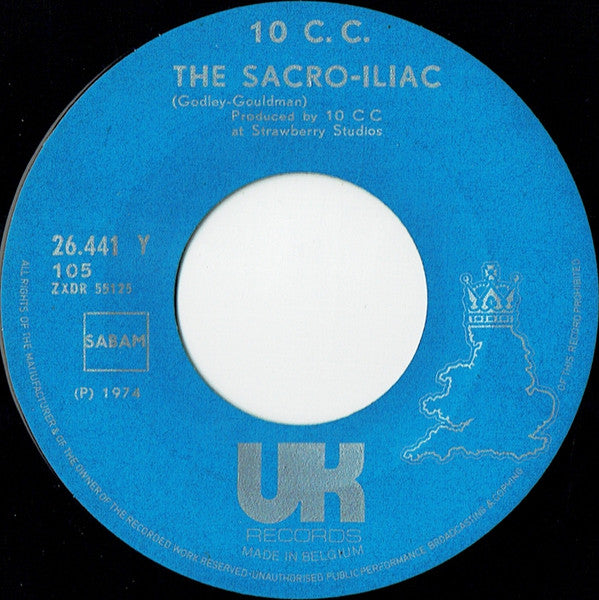 10 C. C.
THE SACRO-ILIAC
(Godley-Gouldman)
Produced by 10 C C
at Strawberry Studios
26.441 Y
105
ZXDR 55125
SABAM
(P) 1974
UK
RECORDS
MADE IN BELGIUM
ALL RIGHTS OF THE MANUFACTURER & OF THE OWNER OF THE RECORDED WORK RESERVED-UNAUTHORISED PUBLIC PERFORMANCE, BROADCASTING & COPYING OF THIS RECORD PROHIBITED